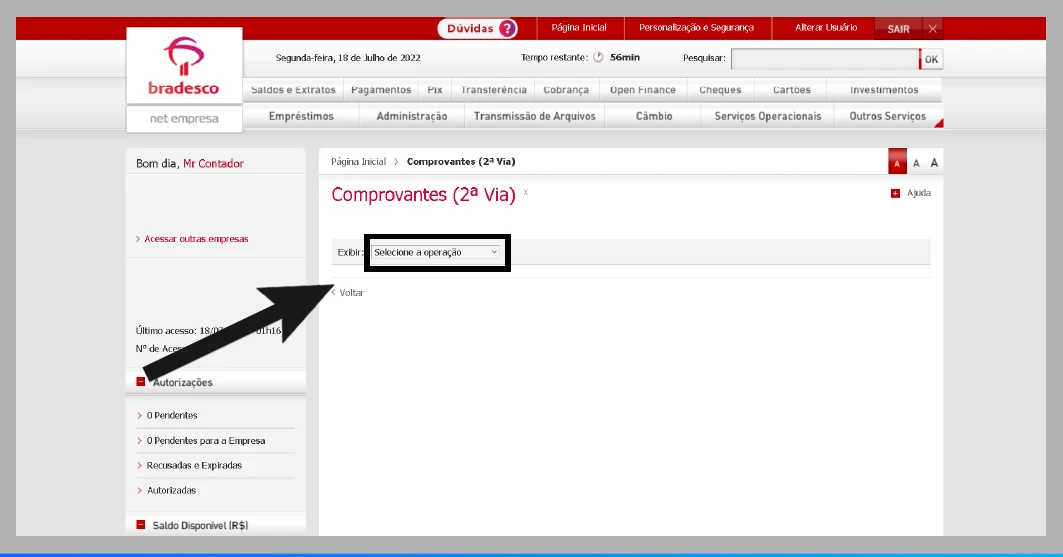 Dúvidas ?
Página Inicial
Personalização e Segurança
Alterar Usuário
SAIR
bradesco
net empresa
Segunda-feira, 18 de Julho de 2022
Tempo restante: 56min
Pesquisar:
OK
Saldos e Extratos Pagamentos Pix Transferência Cobrança Open Finance Cheques Cartões Investimentos
Empréstimos Administração Transmissão de Arquivos Câmbio Serviços Operacionais Outros Serviços
Bom dia, Mr Contador
Acessar outras empresas
Último acesso: 18/0
01h16
Nº de
Autorizações
0 Pendentes
0 Pendentes para a Empresa
Recusadas e Expiradas
Autorizadas
Saldo Disponível (R$)
Página Inicial > Comprovantes (2ª Via)
A A A
Comprovantes (2ª Via) x
Ajuda
Exibir: Selecione a operação
Voltar